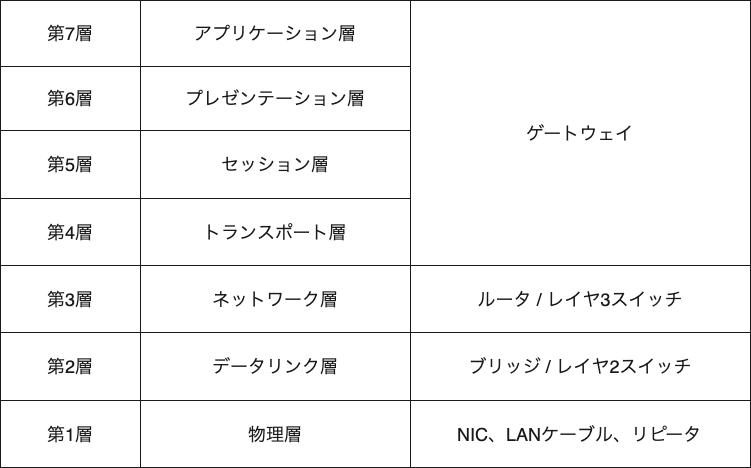 第7層
アプリケーション層
第6層
プレゼンテーション層
ゲートウェイ
第5層
セッション層
第4層
トランスポート層
第3層
ネットワーク層
ルータ / レイヤ3スイッチ
第2層
データリンク層
ブリッジ / レイヤ2スイッチ
第1層
物理層
NIC、LANケーブル、リピータ